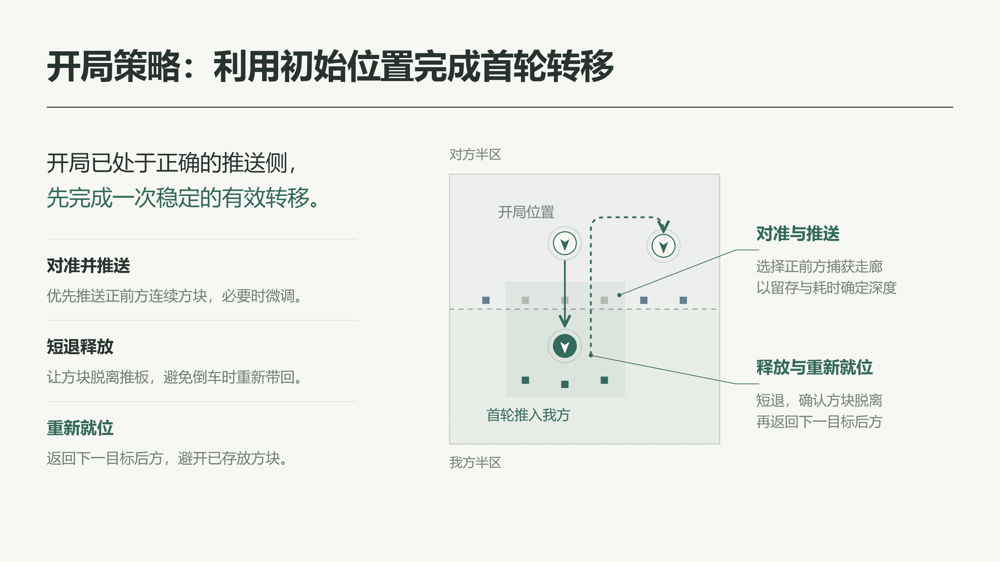 开局策略：利用初始位置完成首轮转移
开局已处于正确的推送侧，
先完成一次稳定的有效转移。
对准并推送
优先推送正前方连续方块，必要时微调。
短退释放
让方块脱离推板，避免倒车时重新带回。
重新就位
返回下一目标后方，避开已存放方块。
对方半区
开局位置
首轮推入我方
我方半区
对准与推送
选择正前方捕获走廊
以留存与耗时确定深度
释放与重新就位
短退，确认方块脱离
再返回下一目标后方